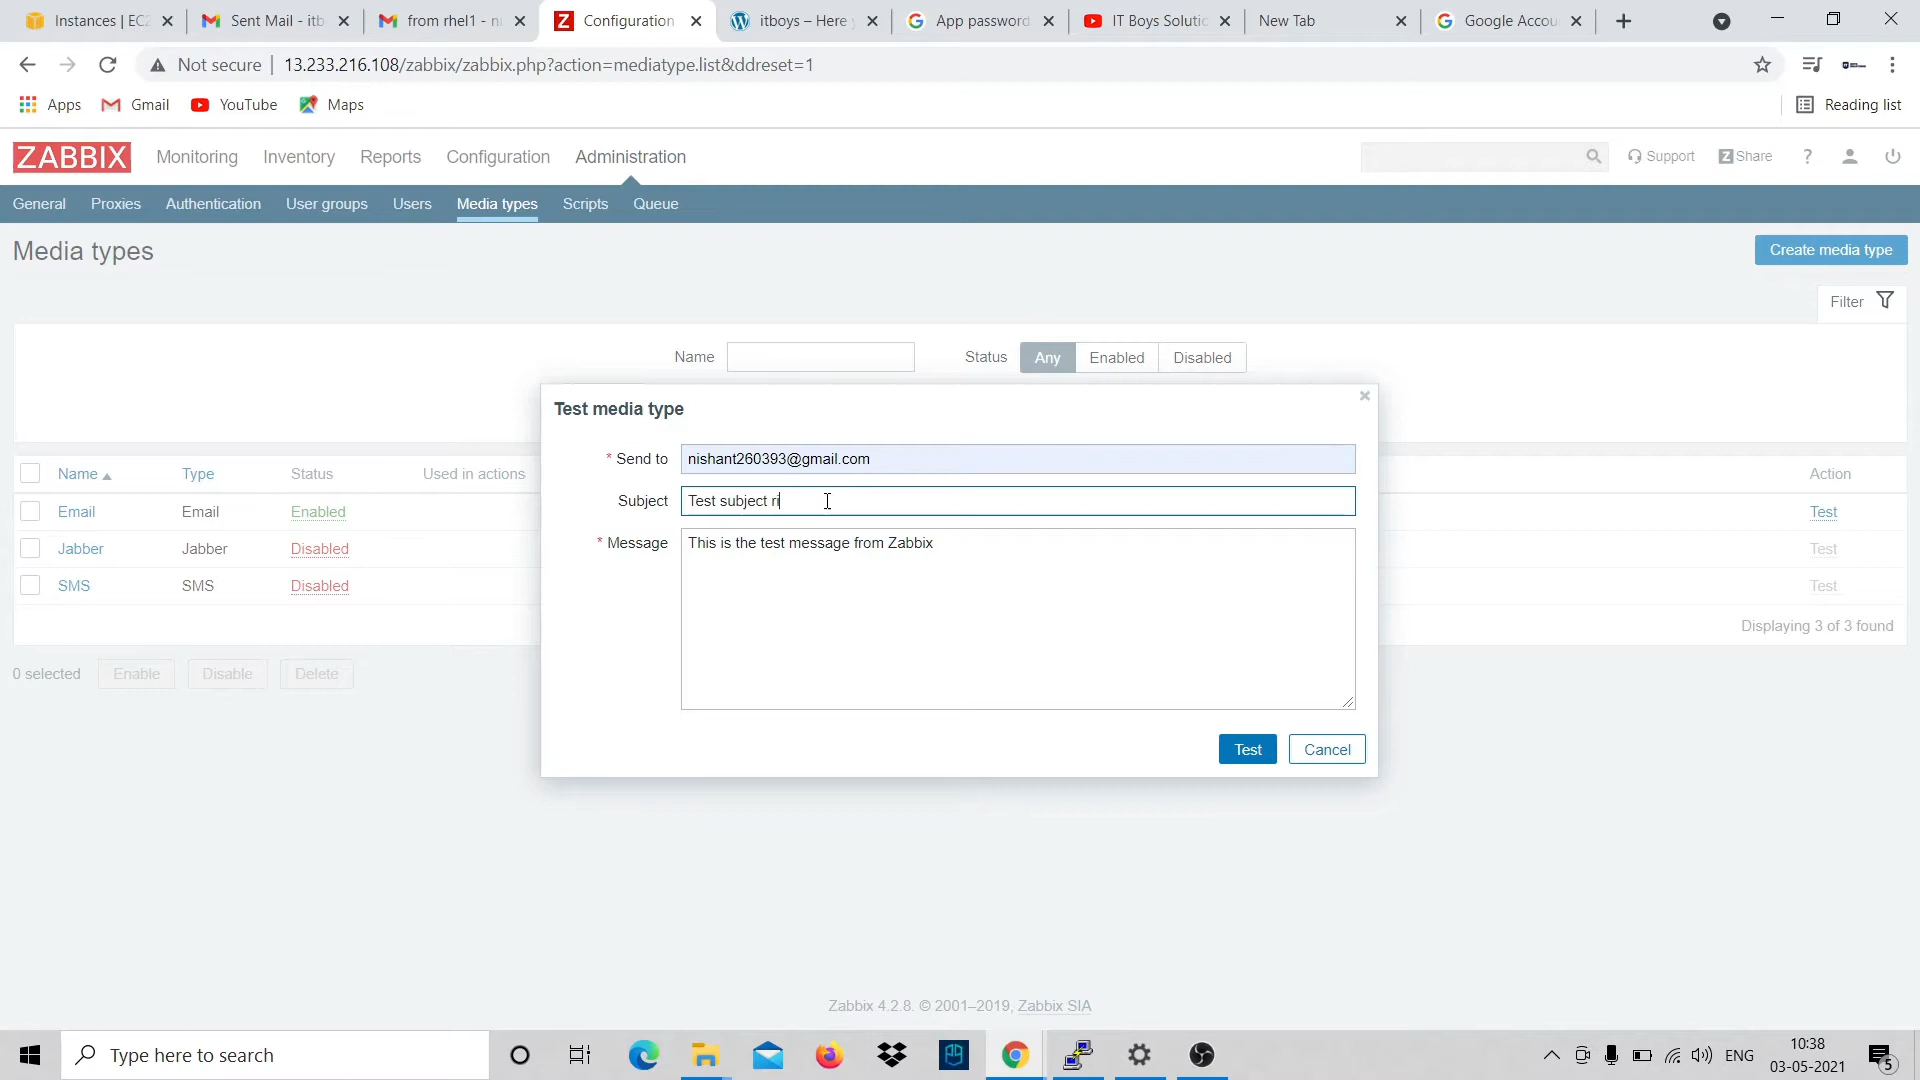 Instances | EC2
Sent Mail - itb
from rhel1 - n
Configuration
itboys – Here y
App password
IT Boys Solutio
New Tab
Google Accou
Not secure
13.233.216.108/zabbix/zabbix.php?action=mediatype.list&ddreset=1
Apps
Gmail
YouTube
Maps
Reading list
ZABBIX
Monitoring
Inventory
Reports
Configuration
Administration
Support
Share
?
General
Proxies
Authentication
User groups
Users
Media types
Scripts
Queue
Media types
Create media type
Filter
Name
Status
Any
Enabled
Disabled
Test media type
* Send to
nishant260393@gmail.com
Subject
Test subject ri
* Message
This is the test message from Zabbix
Test
Cancel
Name
Type
Status
Used in actions
Action
Email
Email
Enabled
Test
Jabber
Jabber
Disabled
Test
SMS
SMS
Disabled
Test
Displaying 3 of 3 found
0 selected
Enable
Disable
Delete
Zabbix 4.2.8. © 2001–2019, Zabbix SIA
Type here to search
ENG
10:38
03-05-2021
5